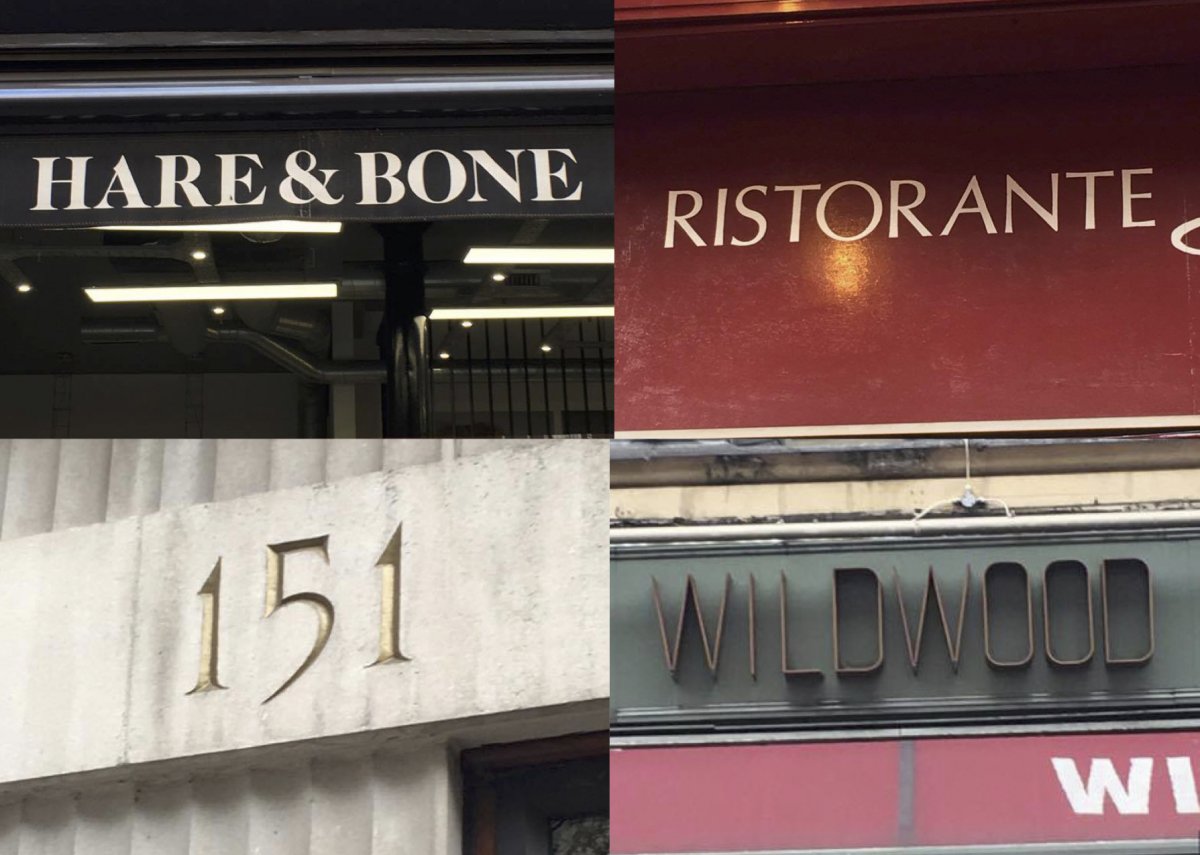 HARE & BONE
RISTORANTE
151
WILDWOOD